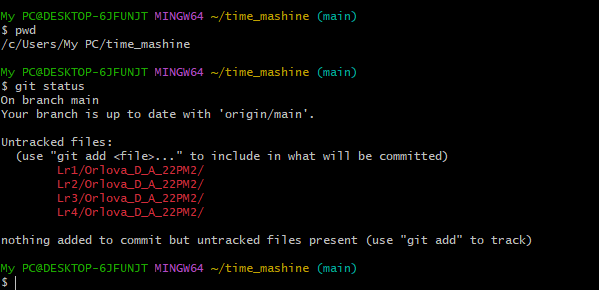 My PC@DESKTOP-6JFUNJT MINGW64 ~/time_mashine (main)
$ pwd
/c/Users/My PC/time_mashine
My PC@DESKTOP-6JFUNJT MINGW64 ~/time_mashine (main)
$ git status
On branch main
Your branch is up to date with 'origin/main'.
Untracked files:
(use "git add <file>..." to include in what will be committed)
Lr1/Orlova_D_A_22PM2/
Lr2/Orlova_D_A_22PM2/
Lr3/Orlova_D_A_22PM2/
Lr4/Orlova_D_A_22PM2/
nothing added to commit but untracked files present (use "git add" to track)
My PC@DESKTOP-6JFUNJT MINGW64 ~/time_mashine (main)
$